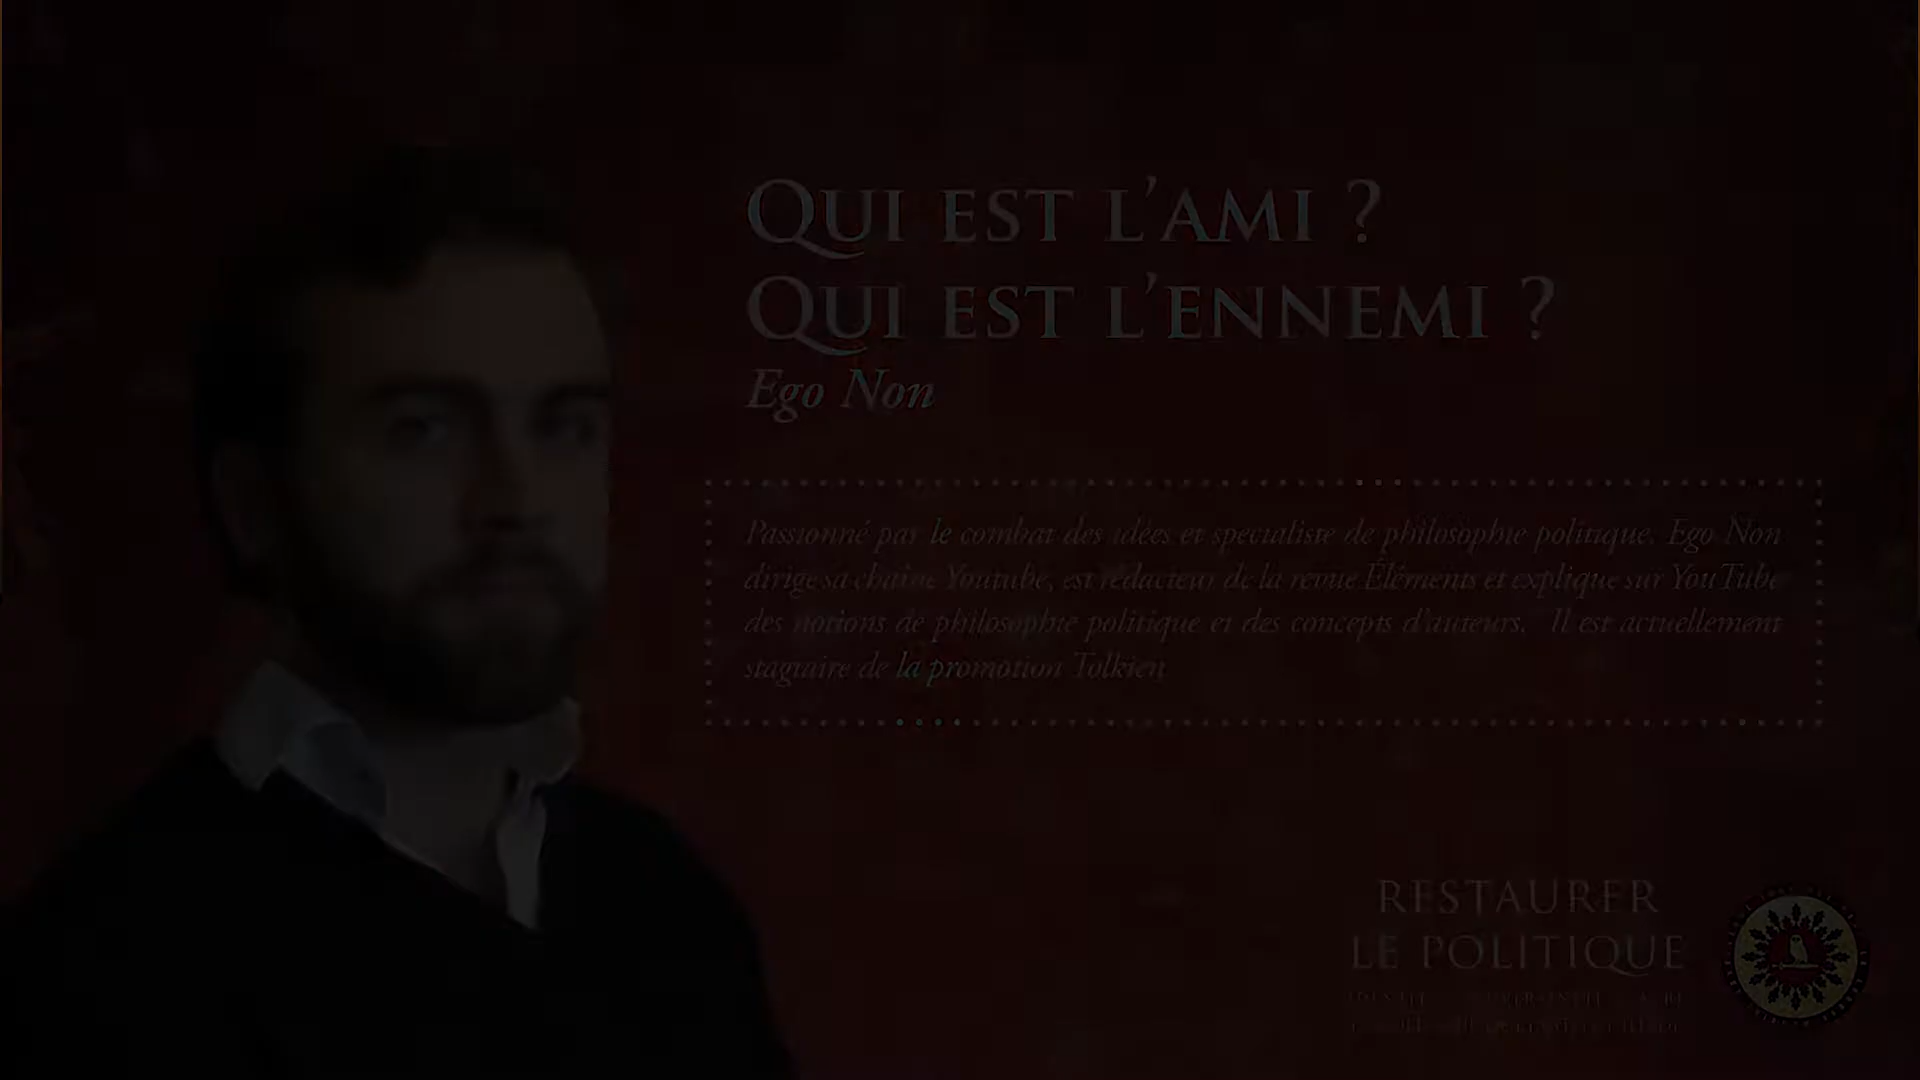 QUI EST L'AMI ?
QUI EST L'ENNEMI ?
Ego Non
Passionné par le combat des idées et spécialiste de philosophie politique. Ego Non
dirige sa chaîne Youtube, est rédacteur de la revue Éléments et explique sur YouTube
des notions de philosophie politique et des concepts d'auteurs. Il est actuellement
stagiaire de la promotion Tolkien
RESTAURER
LE POLITIQUE